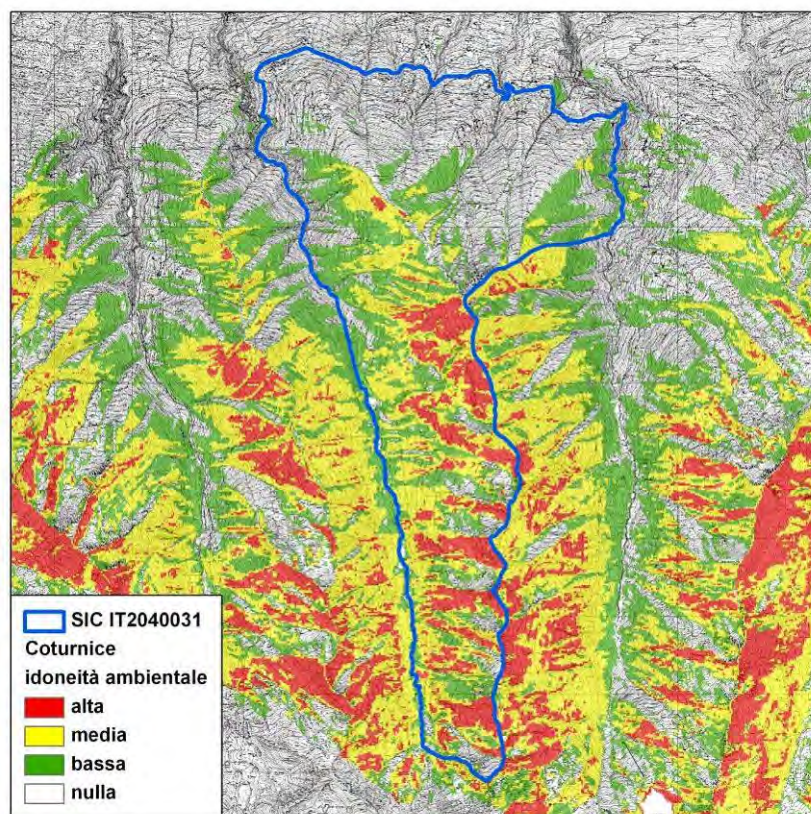 SIC IT2040031
Coturnice
idoneità ambientale
alta
media
bassa
nulla